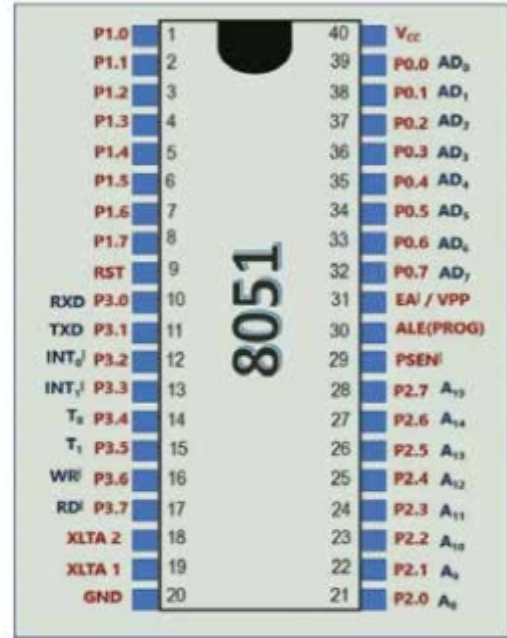 P1.0 1 40 Vcc
P1.1 2 39 P0.0 AD₀
P1.2 3 38 P0.1 AD₁
P1.3 4 37 P0.2 AD₂
P1.4 5 36 P0.3 AD₃
P1.5 6 35 P0.4 AD₄
P1.6 7 34 P0.5 AD₅
P1.7 8 33 P0.6 AD₆
RST 9 32 P0.7 AD₇
RXD P3.0 10 31 EA| / VPP
TXD P3.1 11 30 ALE(PROG)
INT₀| P3.2 12 29 PSEN|
INT₁| P3.3 13 28 P2.7 A₁₅
T₀ P3.4 14 27 P2.6 A₁₄
T₁ P3.5 15 26 P2.5 A₁₃
WR| P3.6 16 25 P2.4 A₁₂
RD| P3.7 17 24 P2.3 A₁₁
XLTA 2 18 23 P2.2 A₁₀
XLTA 1 19 22 P2.1 A₉
GND 20 21 P2.0 A₈
8051